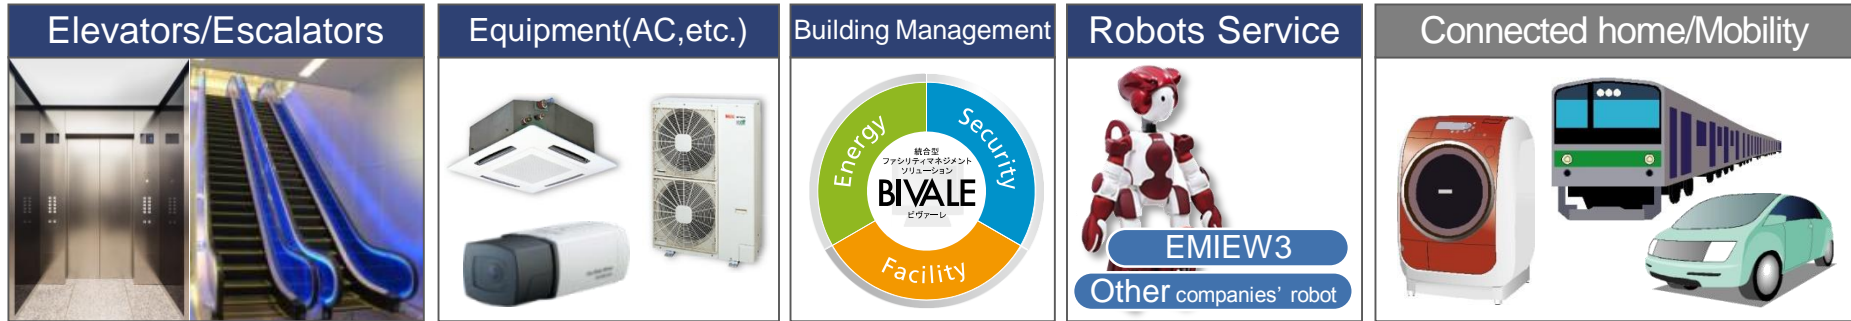 Elevators/Escalators
Equipment(AC,etc.)
Building Management
Energy
Security
Facility
統合型
ファシリティマネジメント
ソリューション
BIVALE
ビヴァーレ
Robots Service
EMIEW3
Other companies’ robot
Connected home/Mobility